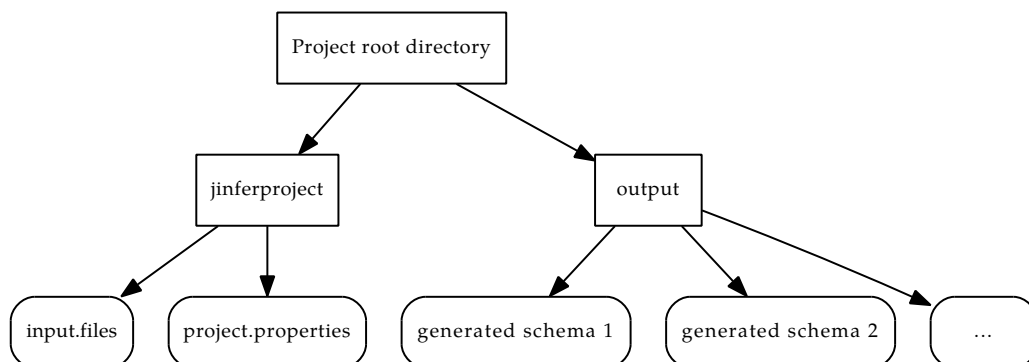 Project root directory
jinferproject
output
input.files
project.properties
generated schema 1
generated schema 2
...